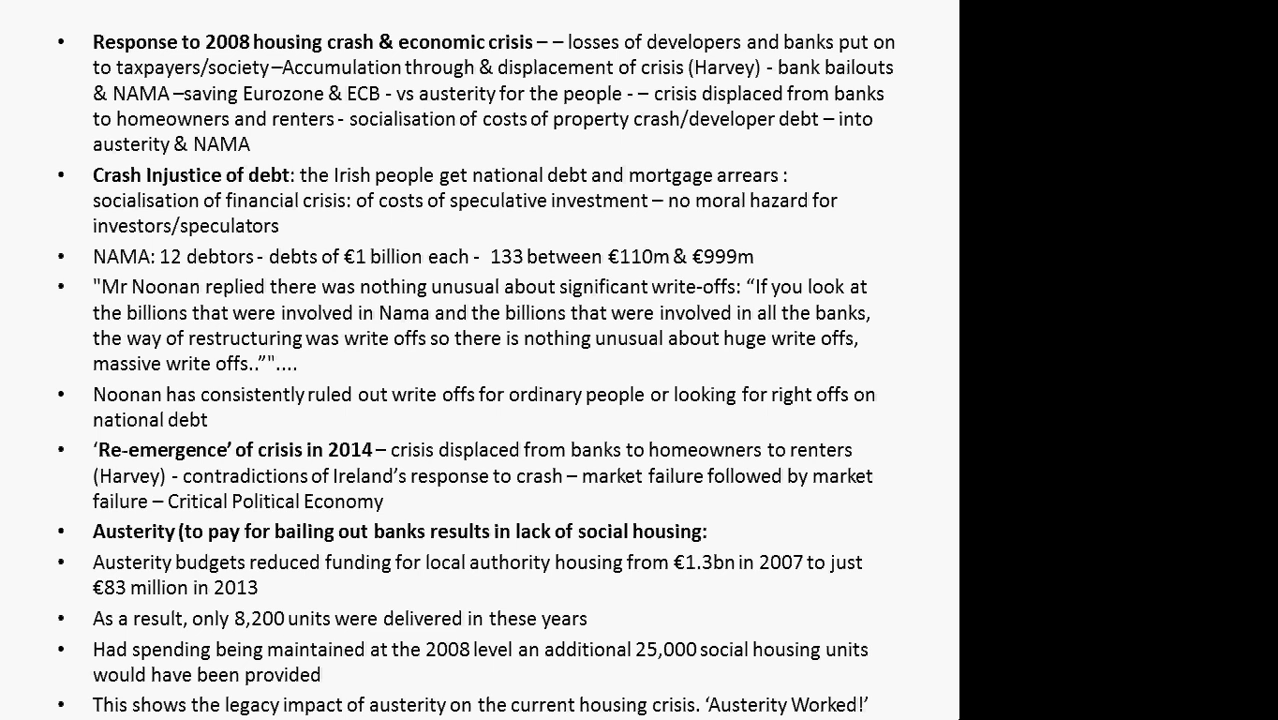 • Response to 2008 housing crash & economic crisis – – losses of developers and banks put on
to taxpayers/society –Accumulation through & displacement of crisis (Harvey) - bank bailouts
& NAMA –saving Eurozone & ECB - vs austerity for the people - – crisis displaced from banks
to homeowners and renters - socialisation of costs of property crash/developer debt – into
austerity & NAMA
• Crash Injustice of debt: the Irish people get national debt and mortgage arrears :
socialisation of financial crisis: of costs of speculative investment – no moral hazard for
investors/speculators
• NAMA: 12 debtors - debts of €1 billion each - 133 between €110m & €999m
• "Mr Noonan replied there was nothing unusual about significant write-offs: “If you look at
the billions that were involved in Nama and the billions that were involved in all the banks,
the way of restructuring was write offs so there is nothing unusual about huge write offs,
massive write offs..”"....
• Noonan has consistently ruled out write offs for ordinary people or looking for right offs on
national debt
• ‘Re-emergence’ of crisis in 2014 – crisis displaced from banks to homeowners to renters
(Harvey) - contradictions of Ireland’s response to crash – market failure followed by market
failure – Critical Political Economy
• Austerity (to pay for bailing out banks results in lack of social housing:
• Austerity budgets reduced funding for local authority housing from €1.3bn in 2007 to just
€83 million in 2013
• As a result, only 8,200 units were delivered in these years
• Had spending being maintained at the 2008 level an additional 25,000 social housing units
would have been provided
• This shows the legacy impact of austerity on the current housing crisis. ‘Austerity Worked!’